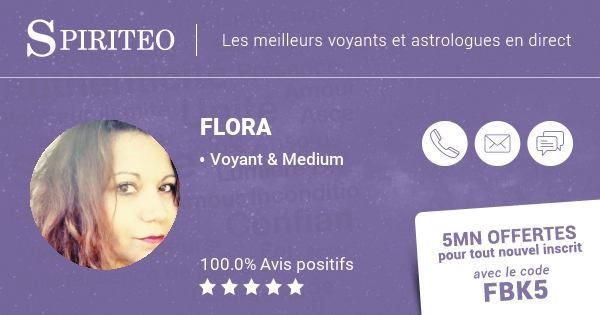 SPIRITEO
Les meilleurs voyants et astrologues en direct
FLORA
• Voyant & Medium
100.0% Avis positifs
5MN OFFERTES
pour tout nouvel inscrit
avec le code
FBK5